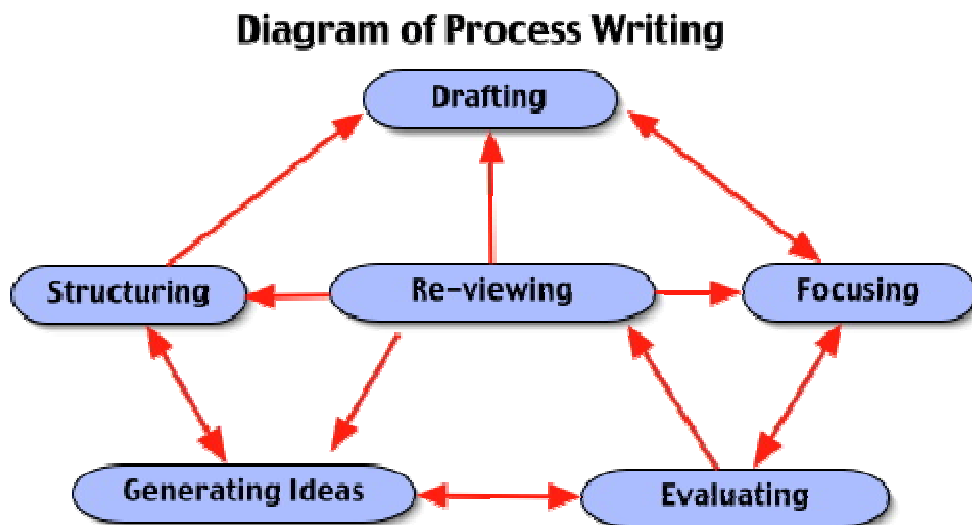 Diagram of Process Writing
Drafting
Structuring
Re-viewing
Focusing
Generating Ideas
Evaluating